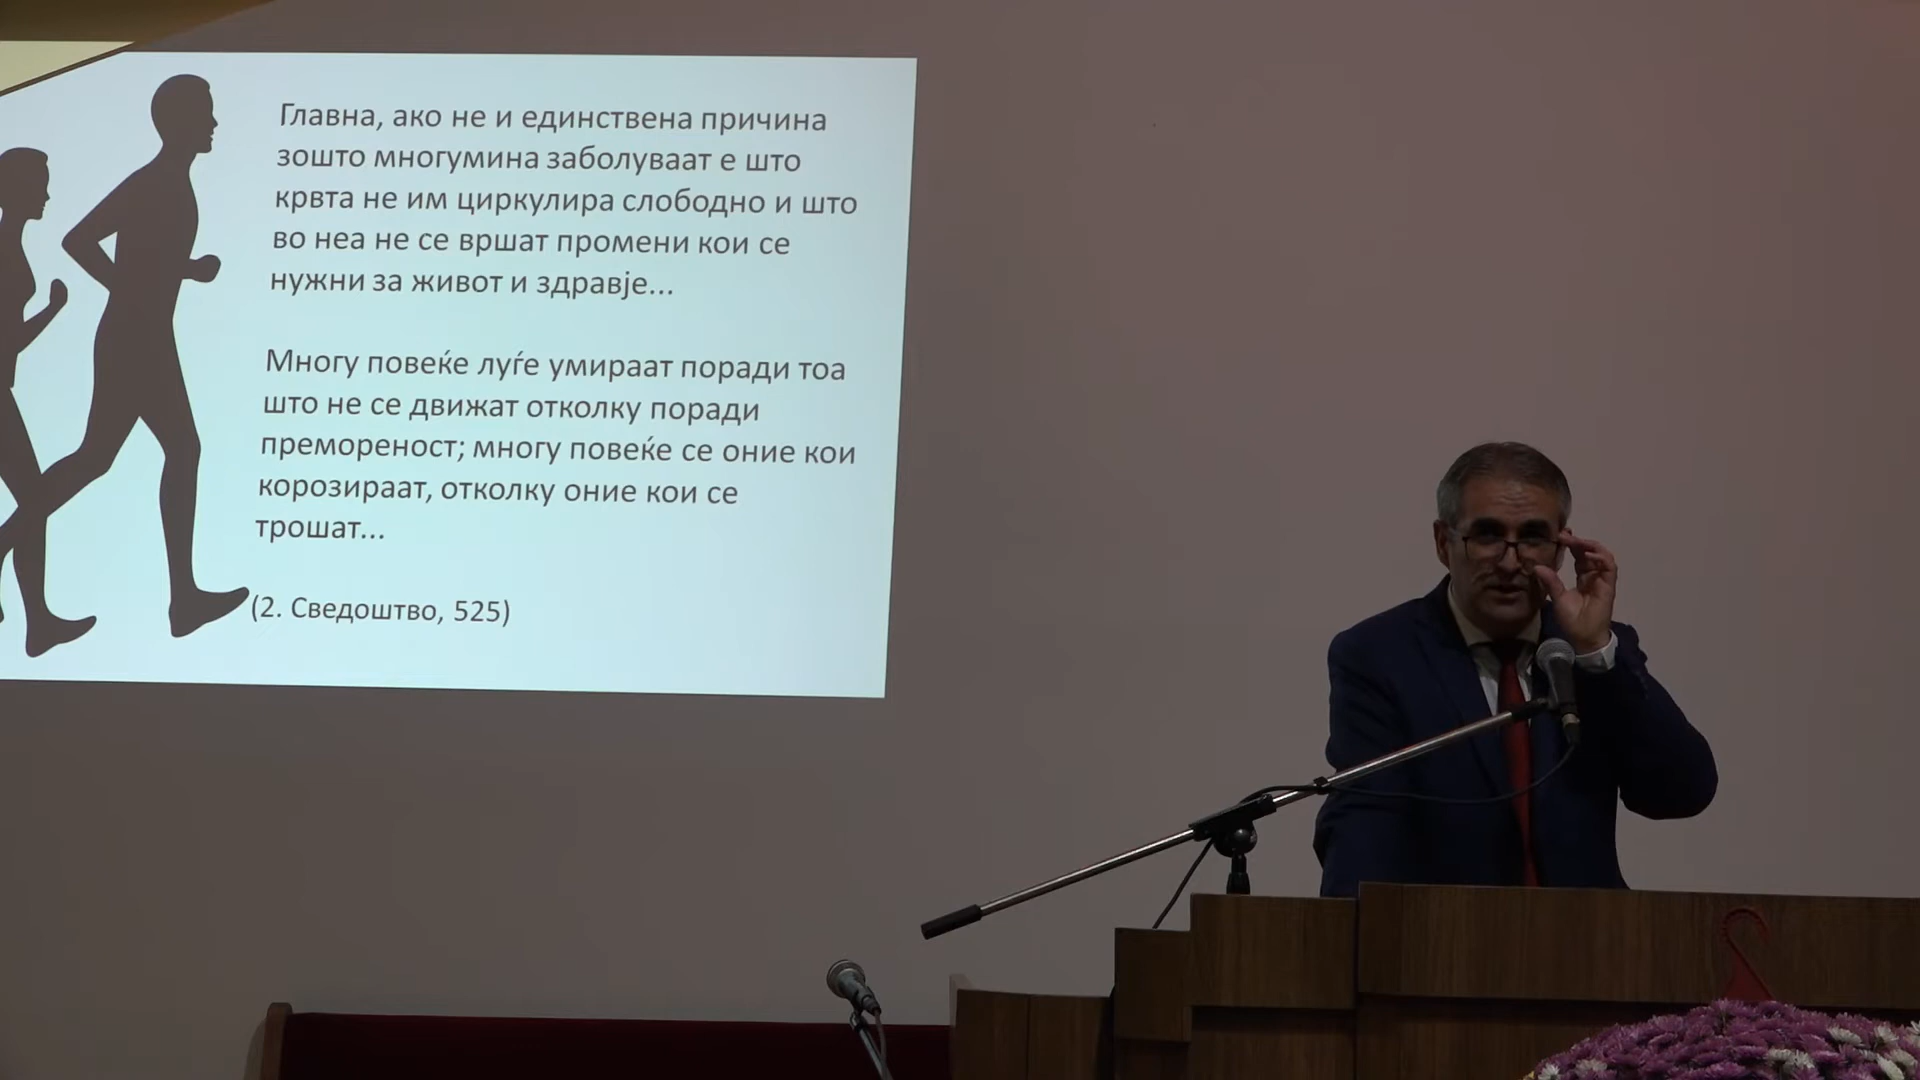 Главна, ако не и единствена причина
зошто многумина заболуваат е што
крвта не им циркулира слободно и што
во неа не се вршат промени кои се
нужни за живот и здравје...
Многу повеќе луѓе умираат поради тоа
што не се движат отколку поради
премореност; многу повеќе се оние кои
корозираат, отколку оние кои се
трошат...
(2. Сведоштво, 525)